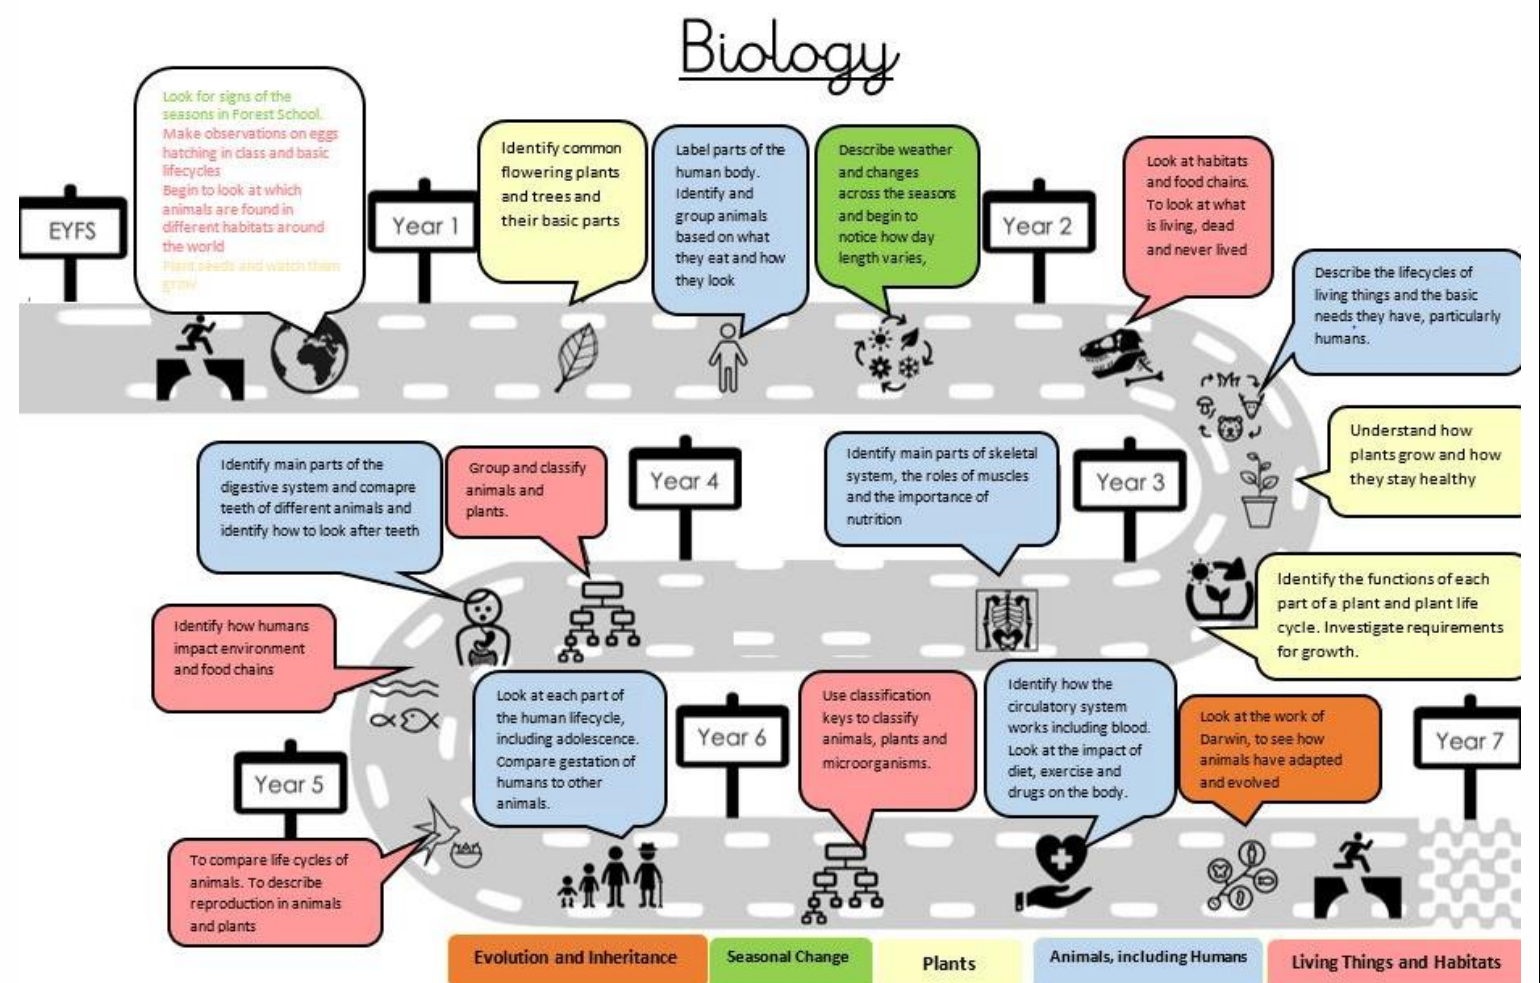 Biology
EYFS
Look for signs of the
seasons in Forest School.
Make observations on eggs
hatching in class and basic
lifecycles
Begin to look at which
animals are found in
different habitats around
the world
Plant seeds and watch them
grow
Year 1
Identify common
flowering plants
and trees and
their basic parts
Label parts of the
human body.
Identify and
group animals
based on what
they eat and how
they look
Describe weather
and changes
across the seasons
and begin to
notice how day
length varies,
Year 2
Look at habitats
and food chains.
To look at what
is living, dead
and never lived
Describe the lifecycles of
living things and the basic
needs they have, particularly
humans.
Understand how
plants grow and how
they stay healthy
Year 3
Identify the functions of each
part of a plant and plant life
cycle. Investigate requirements
for growth.
Identify main parts of skeletal
system, the roles of muscles
and the importance of
nutrition
Year 4
Group and classify
animals and
plants.
Identify main parts of the
digestive system and comapre
teeth of different animals and
identify how to look after teeth
Identify how humans
impact environment
and food chains
Year 5
To compare life cycles of
animals. To describe
reproduction in animals
and plants
Look at each part of
the human lifecycle,
including adolescence.
Compare gestation of
humans to other
animals.
Year 6
Use classification
keys to classify
animals, plants and
microorganisms.
Identify how the
circulatory system
works including blood.
Look at the impact of
diet, exercise and
drugs on the body.
Look at the work of
Darwin, to see how
animals have adapted
and evolved
Year 7
Evolution and Inheritance
Seasonal Change
Plants
Animals, including Humans
Living Things and Habitats